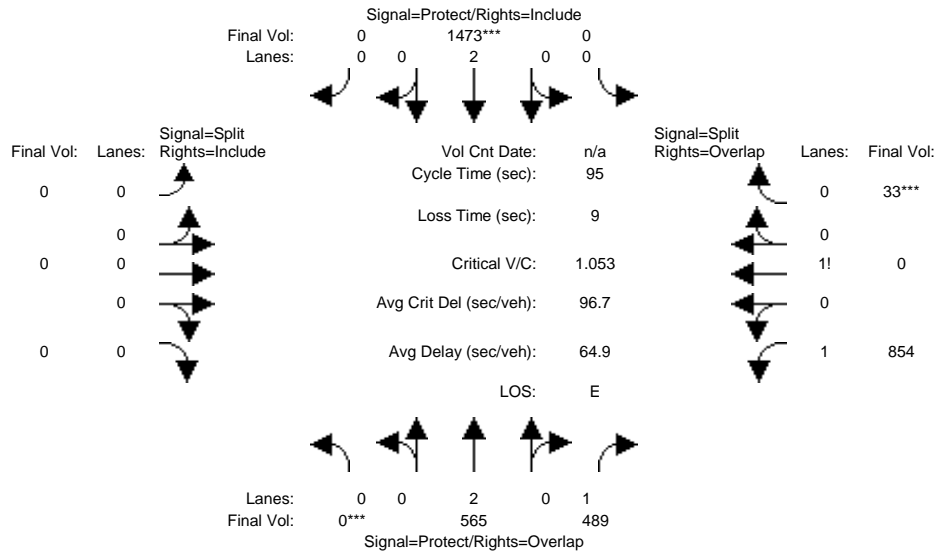 Signal=Protect/Rights=Include
Final Vol: 0 1473*** 0
Lanes: 0 0 2 0 0
Signal=Split
Final Vol: Lanes: Rights=Include
Vol Cnt Date: n/a
Signal=Split
Rights=Overlap Lanes: Final Vol:
Cycle Time (sec): 95
0 0
0 33***
Loss Time (sec): 9
0
0
0 0
Critical V/C: 1.053
1! 0
0
Avg Crit Del (sec/veh): 96.7
0
0 0
Avg Delay (sec/veh): 64.9
1 854
LOS: E
Lanes: 0 0 2 0 1
Final Vol: 0*** 565 489
Signal=Protect/Rights=Overlap